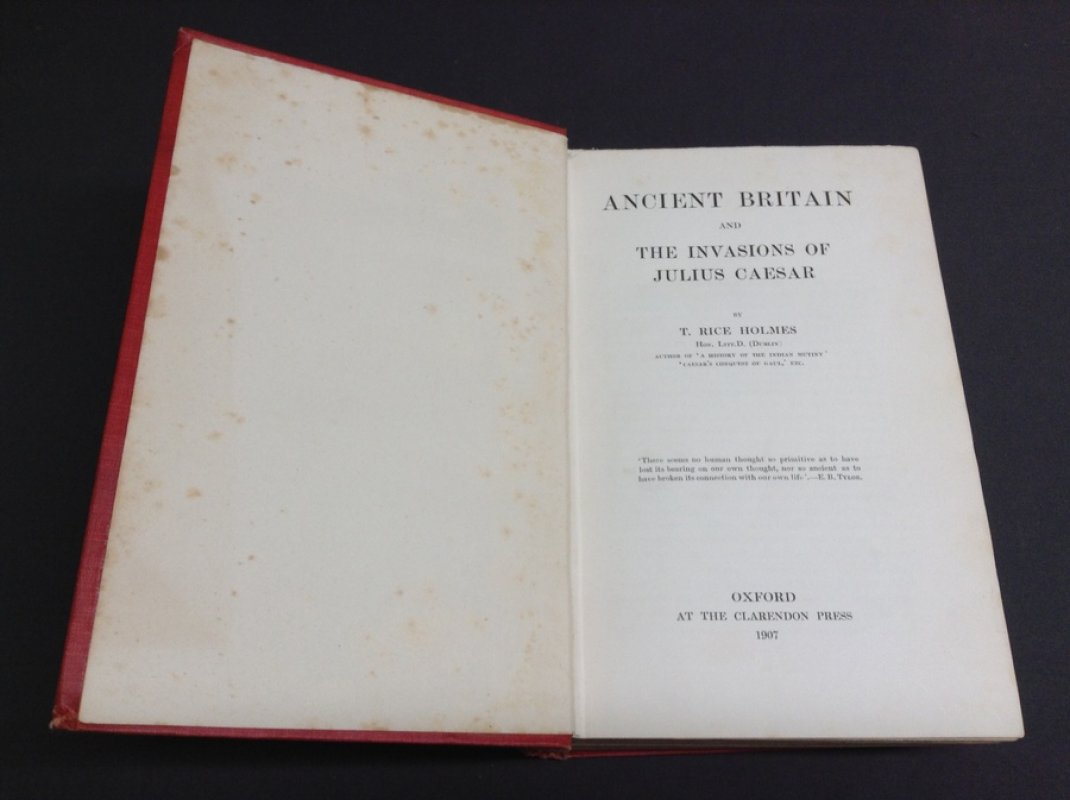 ANCIENT BRITAIN
AND
THE INVASIONS OF
JULIUS CAESAR
BY
T. RICE HOLMES
Hon. Litt.D. (Dublin)
AUTHOR OF 'A HISTORY OF THE INDIAN MUTINY'
'CAESAR'S CONQUEST OF GAUL,' ETC.
'There seems no human thought so primitive as to have
lost its bearing on our own thought, nor so ancient as to
have broken its connection with our own life'.—E. B. Tylor.
OXFORD
AT THE CLARENDON PRESS
1907